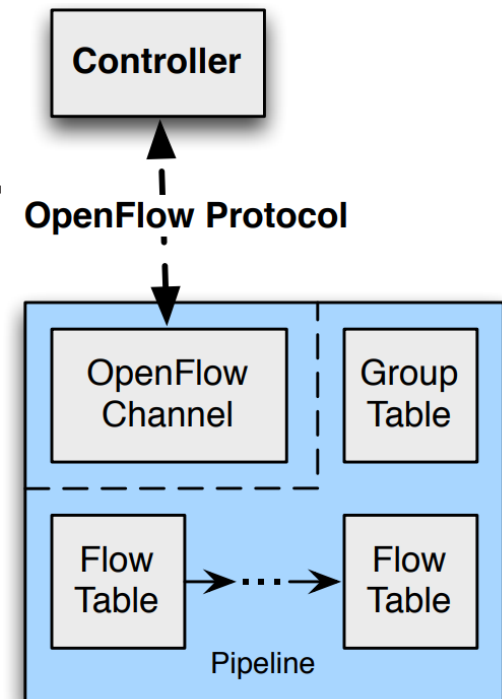 Controller
OpenFlow Protocol
OpenFlow
Channel
Group
Table
Flow
Table
Flow
Table
Pipeline